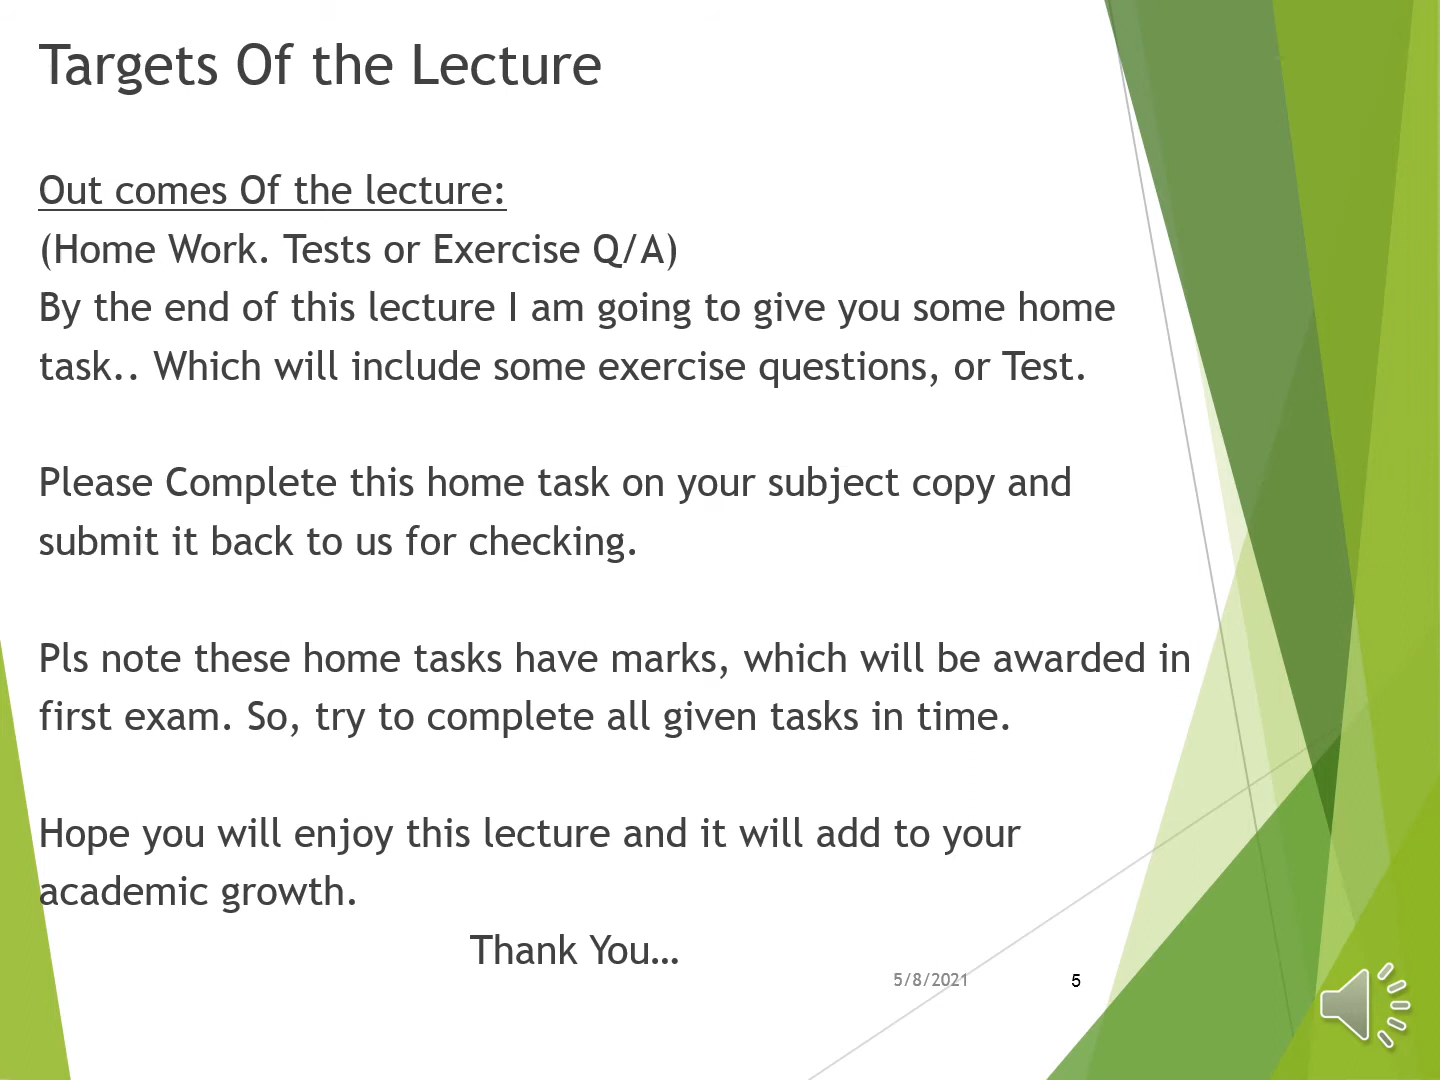 Targets Of the Lecture
Out comes Of the lecture:
(Home Work. Tests or Exercise Q/A)
By the end of this lecture I am going to give you some home
task.. Which will include some exercise questions, or Test.
Please Complete this home task on your subject copy and
submit it back to us for checking.
Pls note these home tasks have marks, which will be awarded in
first exam. So, try to complete all given tasks in time.
Hope you will enjoy this lecture and it will add to your
academic growth.
Thank You…
5/8/2021 5